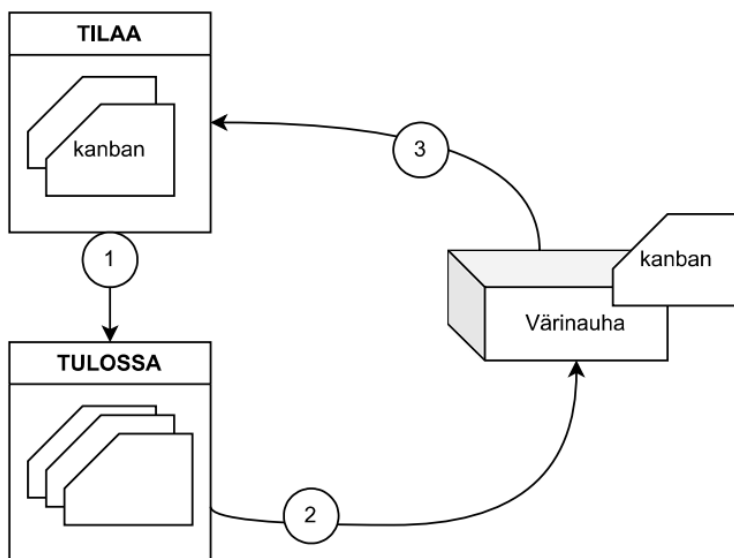 TILAA
kanban
3
1
kanban
Värinauha
TULOSSA
2